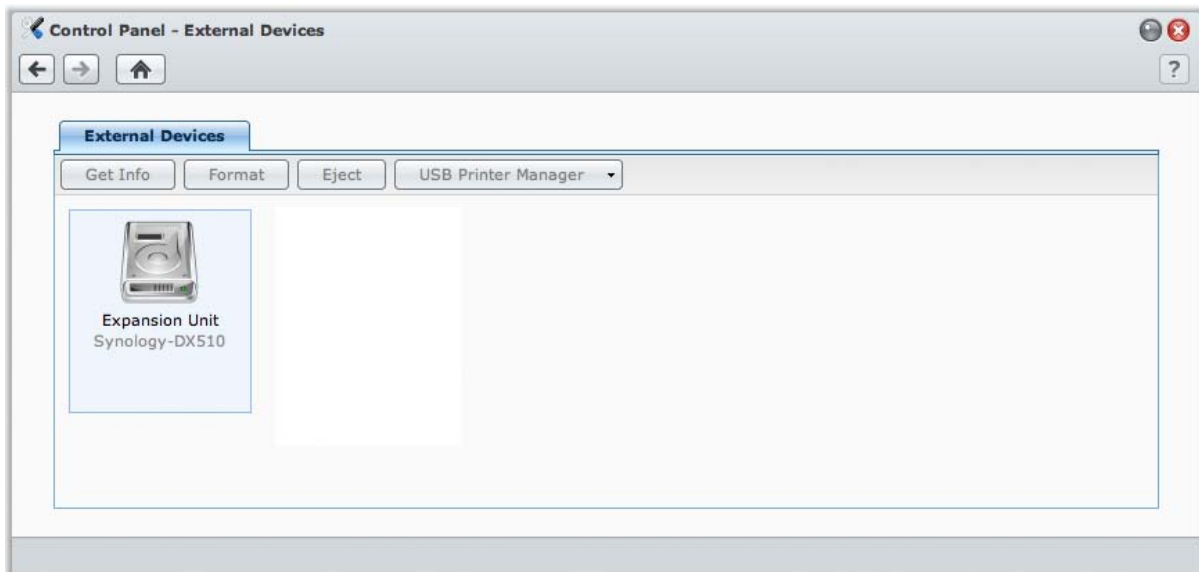 Control Panel - External Devices
?
External Devices
Get Info Format Eject USB Printer Manager
Expansion Unit
Synology-DX510